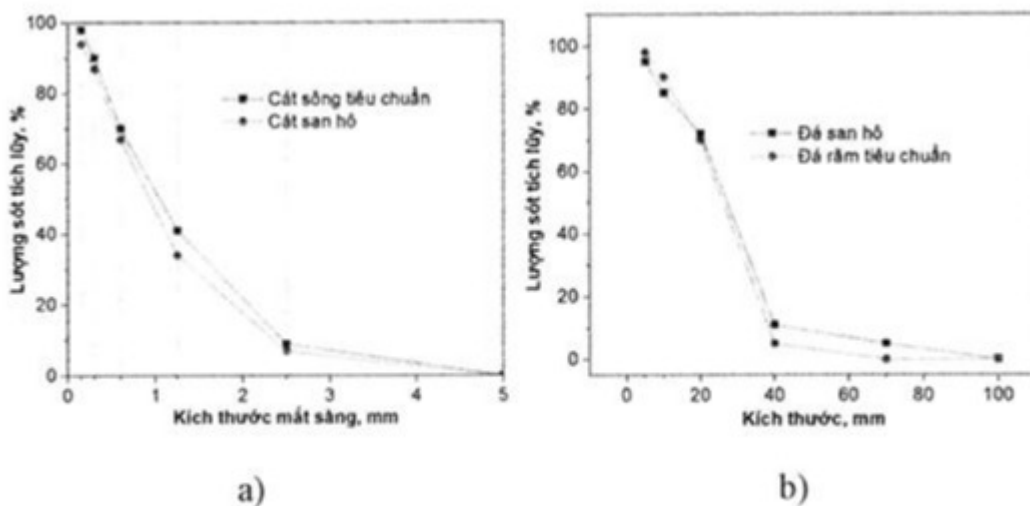 100
80
60
40
20
0
Lượng sót tích lũy, %
Cát sông tiêu chuẩn
Cát san hô
0 1 2 3 4 5
Kích thước mắt sàng, mm
a)
100
80
60
40
20
0
Lượng sót tích lũy, %
Đá san hô
Đá răm tiêu chuẩn
0 20 40 60 80 100
Kích thước, mm
b)